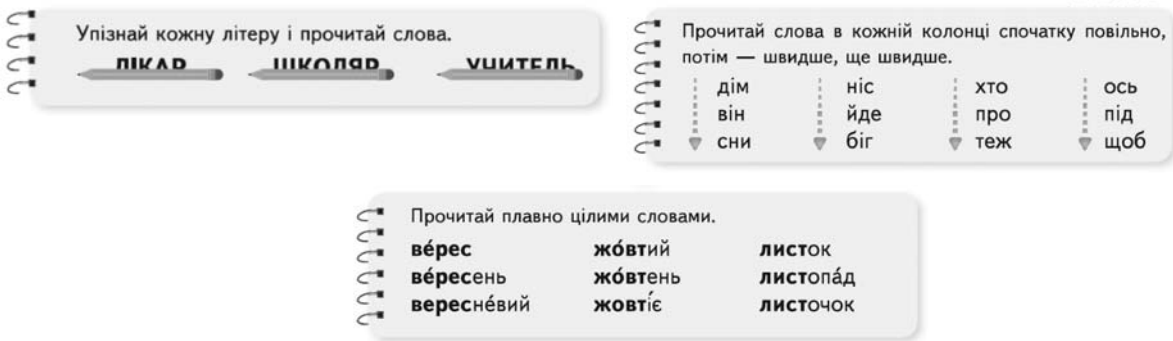 Упізнай кожну літеру і прочитай слова.
ЛІКАР ШКОЛЯР УЧИТЕЛЬ
Прочитай слова в кожній колонці спочатку повільно,
потім — швидше, ще швидше.
дім ніс хто ось
він йде про під
сни біг теж щоб
Прочитай плавно цілими словами.
ве́рес жо́втий листок
ве́ресень жо́втень листопа́д
вересне́вий жовті́є листочок